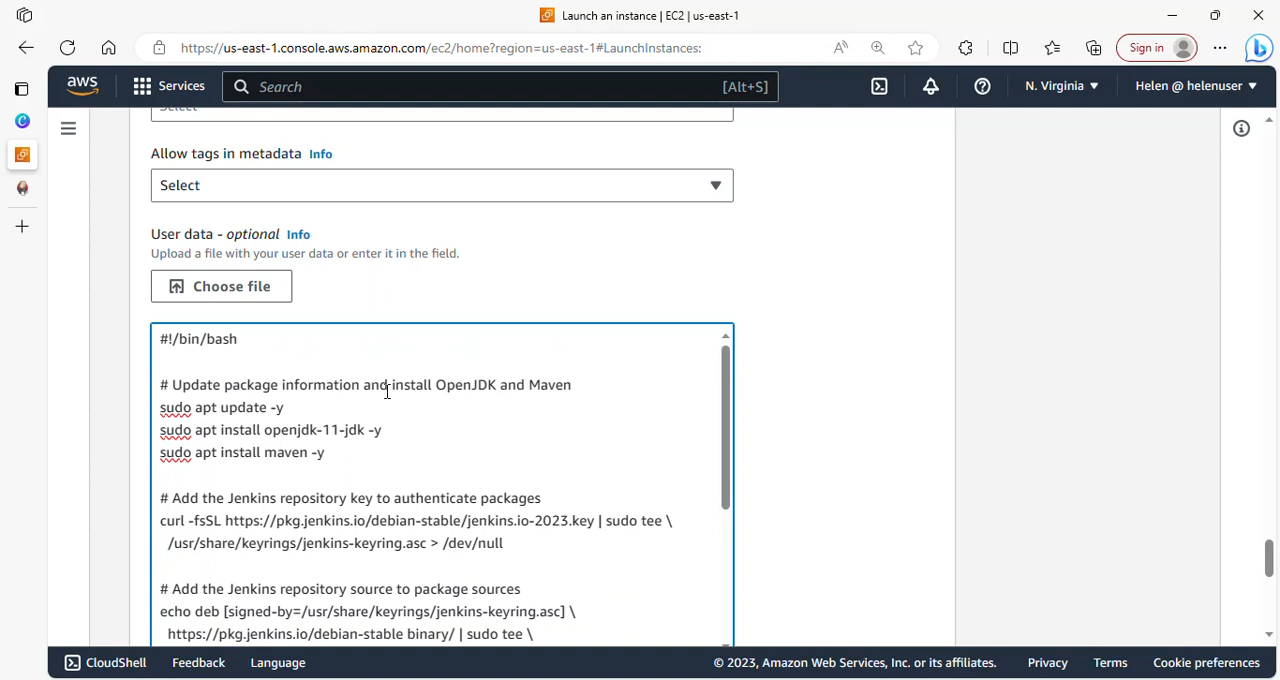 Launch an instance | EC2 | us-east-1
https://us-east-1.console.aws.amazon.com/ec2/home?region=us-east-1#LaunchInstances:
Sign in
aws
Services
Search
[Alt+S]
N. Virginia
Helen @ helenuser
Allow tags in metadata Info
Select
User data - optional Info
Upload a file with your user data or enter it in the field.
Choose file
#!/bin/bash
# Update package information and install OpenJDK and Maven
sudo apt update -y
sudo apt install openjdk-11-jdk -y
sudo apt install maven -y
# Add the Jenkins repository key to authenticate packages
curl -fsSL https://pkg.jenkins.io/debian-stable/jenkins.io-2023.key | sudo tee \
/usr/share/keyrings/jenkins-keyring.asc > /dev/null
# Add the Jenkins repository source to package sources
echo deb [signed-by=/usr/share/keyrings/jenkins-keyring.asc] \
https://pkg.jenkins.io/debian-stable binary/ | sudo tee \
CloudShell
Feedback
Language
© 2023, Amazon Web Services, Inc. or its affiliates.
Privacy
Terms
Cookie preferences